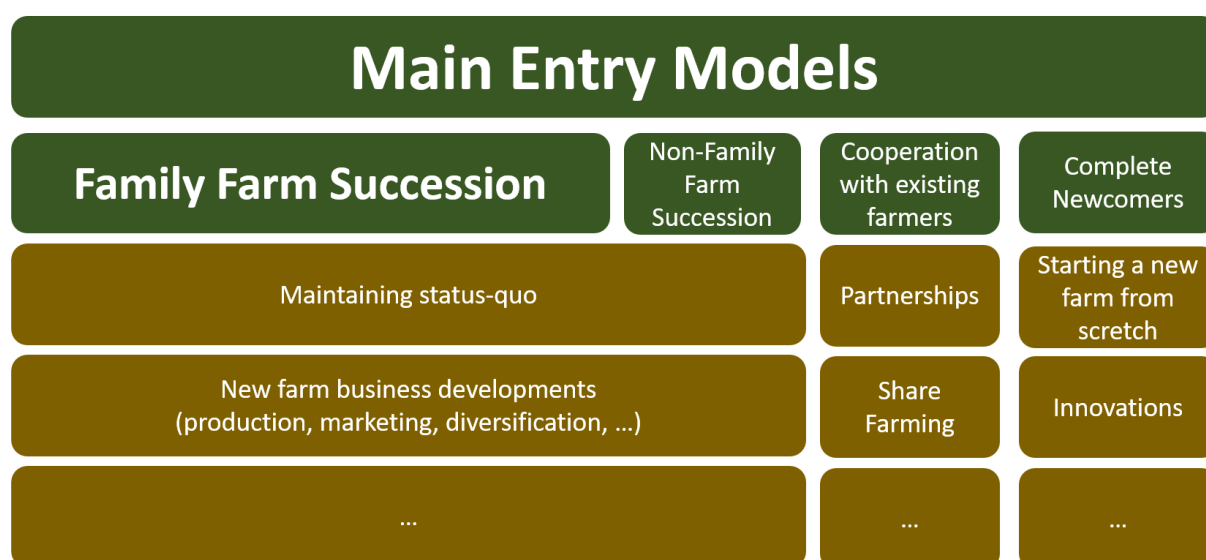 Main Entry Models
Family Farm Succession
Non-Family
Farm
Succession
Cooperation
with existing
farmers
Complete
Newcomers
Maintaining status-quo
Partnerships
Starting a new
farm from
scretch
New farm business developments
(production, marketing, diversification, ...)
Share
Farming
Innovations
...
...
...